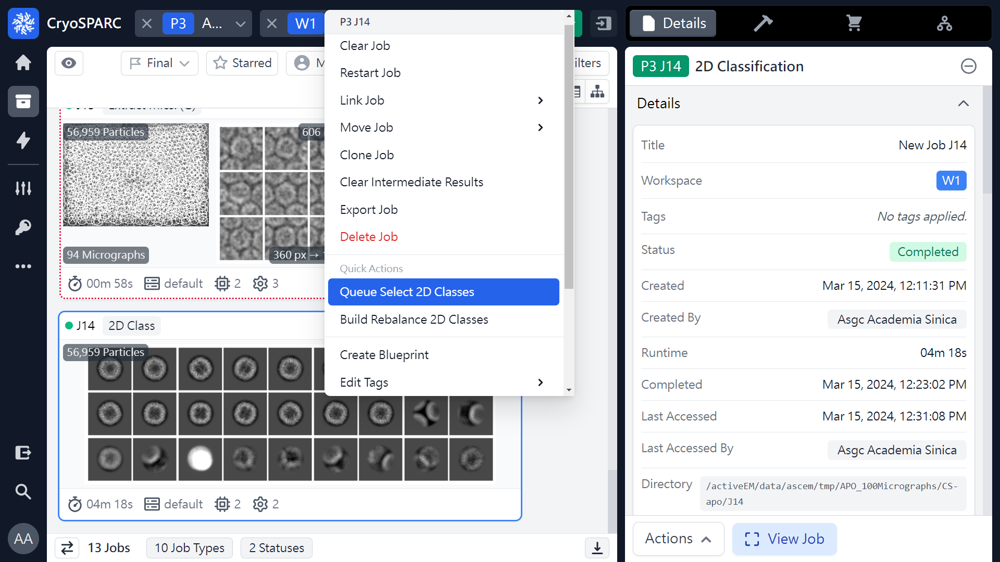 CryoSPARC
P3 A...
W1
Details
Final
Starred
M
ilters
56,959 Particles
606
94 Micrographs
360 px →
00m 58s default 2 3
J14 2D Class
56,959 Particles
04m 18s default 2 2
13 Jobs 10 Job Types 2 Statuses
AA
P3 J14
Clear Job
Restart Job
Link Job
Move Job
Clone Job
Clear Intermediate Results
Export Job
Delete Job
Quick Actions
Queue Select 2D Classes
Build Rebalance 2D Classes
Create Blueprint
Edit Tags
P3 J14 2D Classification
Details
Title New Job J14
Workspace W1
Tags No tags applied.
Status Completed
Created Mar 15, 2024, 12:11:31 PM
Created By Asgc Academia Sinica
Runtime 04m 18s
Completed Mar 15, 2024, 12:23:02 PM
Last Accessed Mar 15, 2024, 12:31:08 PM
Last Accessed By Asgc Academia Sinica
Directory /activeEM/data/ascem/tmp/APO_100Micrographs/CS-
apo/J14
Actions View Job